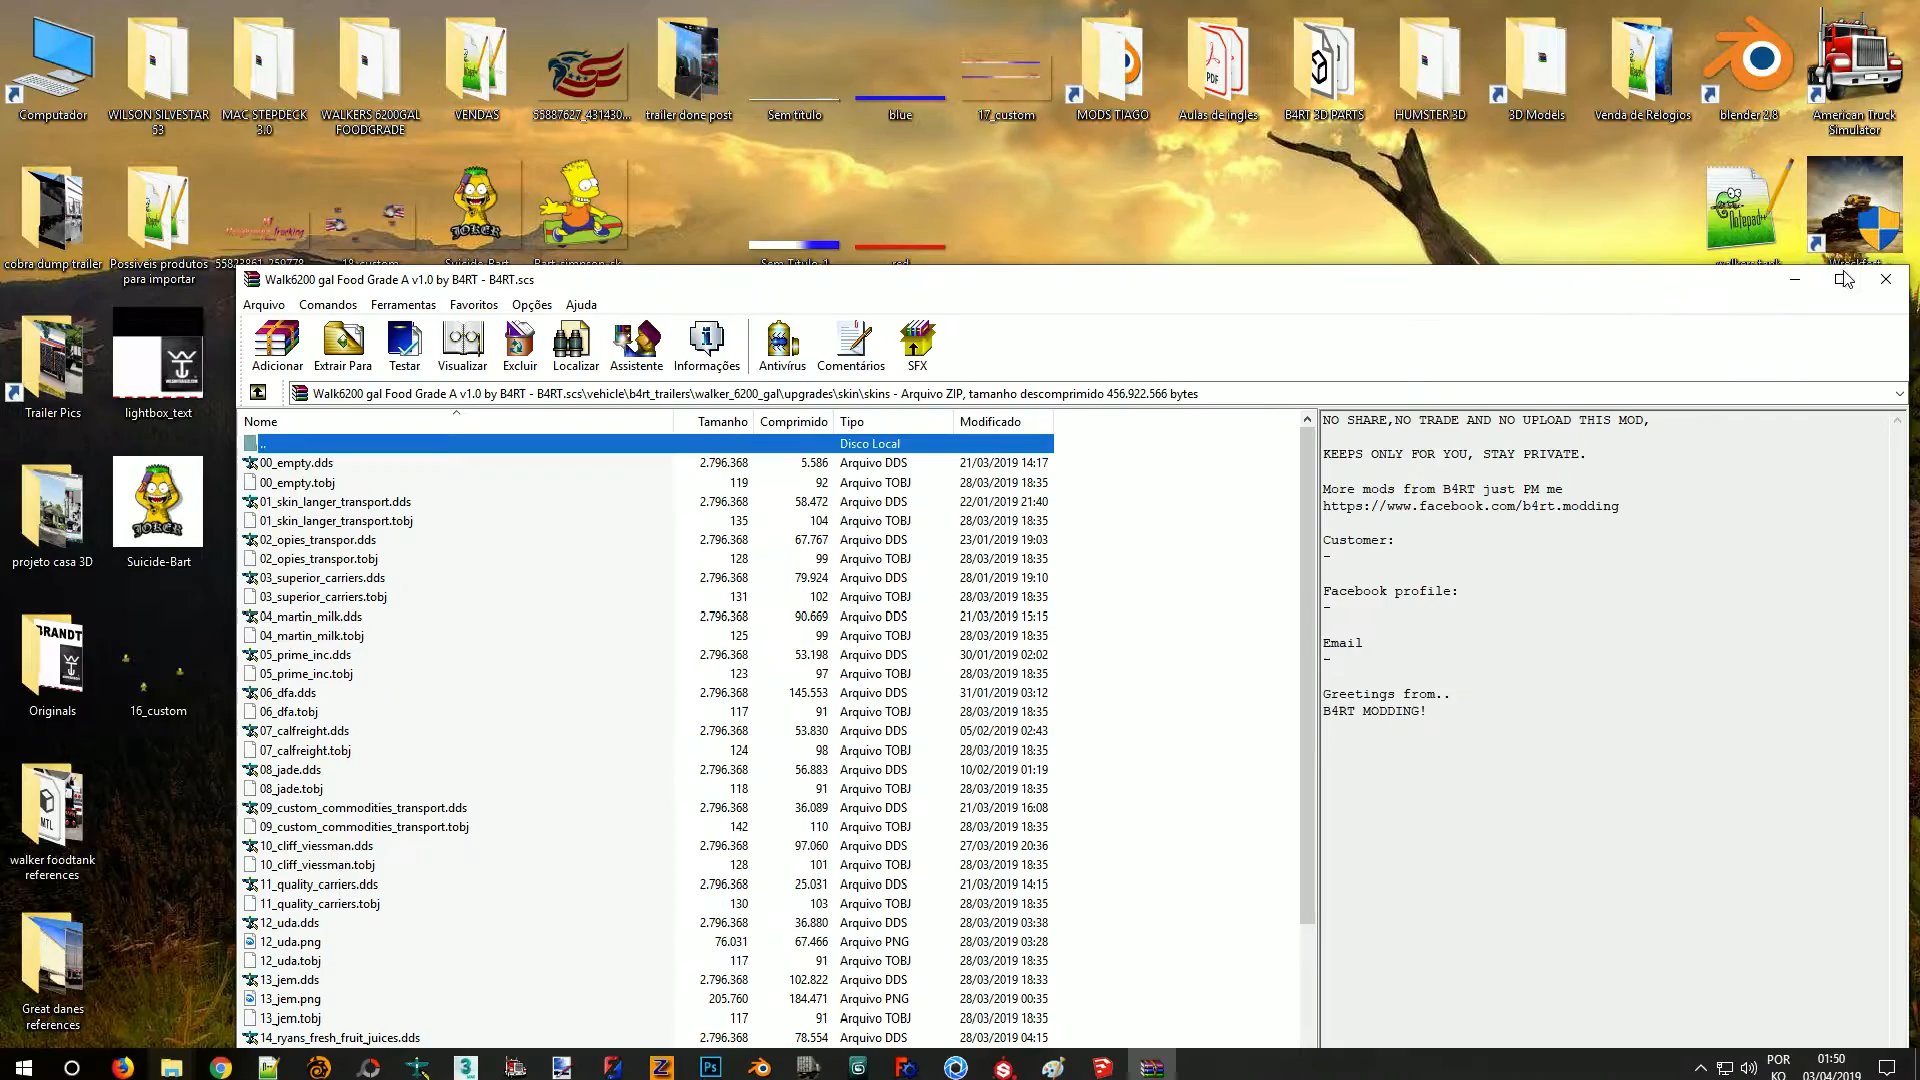 Computador
WILSON SILVESTAR 53
MAC STEPDECK 3.0
WALKERS 6200GAL FOODGRADE
VENDAS
55887627_431430...
trailer done post
Sem titulo
blue
17_custom
MODS TIAGO
Aulas de ingles
B4RT 3D PARTS
HUMSTER 3D
3D Models
Venda de Relogios
blender 2.8
American Truck Simulator
cobra dump trailer
Possiveis produtos para importar
Trailer Pics
lightbox_text
projeto casa 3D
JOKER
Suicide-Bart
BRANDT
Originals
16_custom
walker foodtank references
Great danes references
Walk6200 gal Food Grade A v1.0 by B4RT - B4RT.scs
Arquivo Comandos Ferramentas Favoritos Opções Ajuda
Adicionar Extrair Para Testar Visualizar Excluir Localizar Assistente Informações Antivírus Comentários SFX
Walk6200 gal Food Grade A v1.0 by B4RT - B4RT.scs\vehicle\b4rt_trailers\walker_6200_gal\upgrades\skin\skins - Arquivo ZIP, tamanho descomprimido 456.922.566 bytes
Nome Tamanho Comprimido Tipo Modificado
.. Disco Local
00_empty.dds 2.796.368 5.586 Arquivo DDS 21/03/2019 14:17
00_empty.tobj 119 92 Arquivo TOBJ 28/03/2019 18:35
01_skin_langer_transport.dds 2.796.368 58.472 Arquivo DDS 22/01/2019 21:40
01_skin_langer_transport.tobj 135 104 Arquivo TOBJ 28/03/2019 18:35
02_opies_transpor.dds 2.796.368 67.767 Arquivo DDS 23/01/2019 19:03
02_opies_transpor.tobj 128 99 Arquivo TOBJ 28/03/2019 18:35
03_superior_carriers.dds 2.796.368 79.924 Arquivo DDS 28/01/2019 19:10
03_superior_carriers.tobj 131 102 Arquivo TOBJ 28/03/2019 18:35
04_martin_milk.dds 2.796.368 90.669 Arquivo DDS 21/03/2019 15:15
04_martin_milk.tobj 125 99 Arquivo TOBJ 28/03/2019 18:35
05_prime_inc.dds 2.796.368 53.198 Arquivo DDS 30/01/2019 02:02
05_prime_inc.tobj 123 97 Arquivo TOBJ 28/03/2019 18:35
06_dfa.dds 2.796.368 145.553 Arquivo DDS 31/01/2019 03:12
06_dfa.tobj 117 91 Arquivo TOBJ 28/03/2019 18:35
07_calfreight.dds 2.796.368 53.830 Arquivo DDS 05/02/2019 02:43
07_calfreight.tobj 124 98 Arquivo TOBJ 28/03/2019 18:35
08_jade.dds 2.796.368 56.883 Arquivo DDS 10/02/2019 01:19
08_jade.tobj 118 91 Arquivo TOBJ 28/03/2019 18:35
09_custom_commodities_transport.dds 2.796.368 36.089 Arquivo DDS 21/03/2019 16:08
09_custom_commodities_transport.tobj 142 110 Arquivo TOBJ 28/03/2019 18:35
10_cliff_viessman.dds 2.796.368 97.060 Arquivo DDS 27/03/2019 20:36
10_cliff_viessman.tobj 128 101 Arquivo TOBJ 28/03/2019 18:35
11_quality_carriers.dds 2.796.368 25.031 Arquivo DDS 21/03/2019 14:15
11_quality_carriers.tobj 130 103 Arquivo TOBJ 28/03/2019 18:35
12_uda.dds 2.796.368 36.880 Arquivo DDS 28/03/2019 03:38
12_uda.png 76.031 67.466 Arquivo PNG 28/03/2019 03:28
12_uda.tobj 117 91 Arquivo TOBJ 28/03/2019 18:35
13_jem.dds 2.796.368 102.822 Arquivo DDS 28/03/2019 18:33
13_jem.png 205.760 184.471 Arquivo PNG 28/03/2019 00:35
13_jem.tobj 117 91 Arquivo TOBJ 28/03/2019 18:35
14_ryans_fresh_fruit_juices.dds 2.796.368 78.554 Arquivo DDS 28/03/2019 04:15
NO SHARE,NO TRADE AND NO UPLOAD THIS MOD,
KEEPS ONLY FOR YOU, STAY PRIVATE.
More mods from B4RT just PM me
https://www.facebook.com/b4rt.modding
Customer:
-
Facebook profile:
-
Email
-
Greetings from..
B4RT MODDING!
POR
KO
01:50
03/04/2019